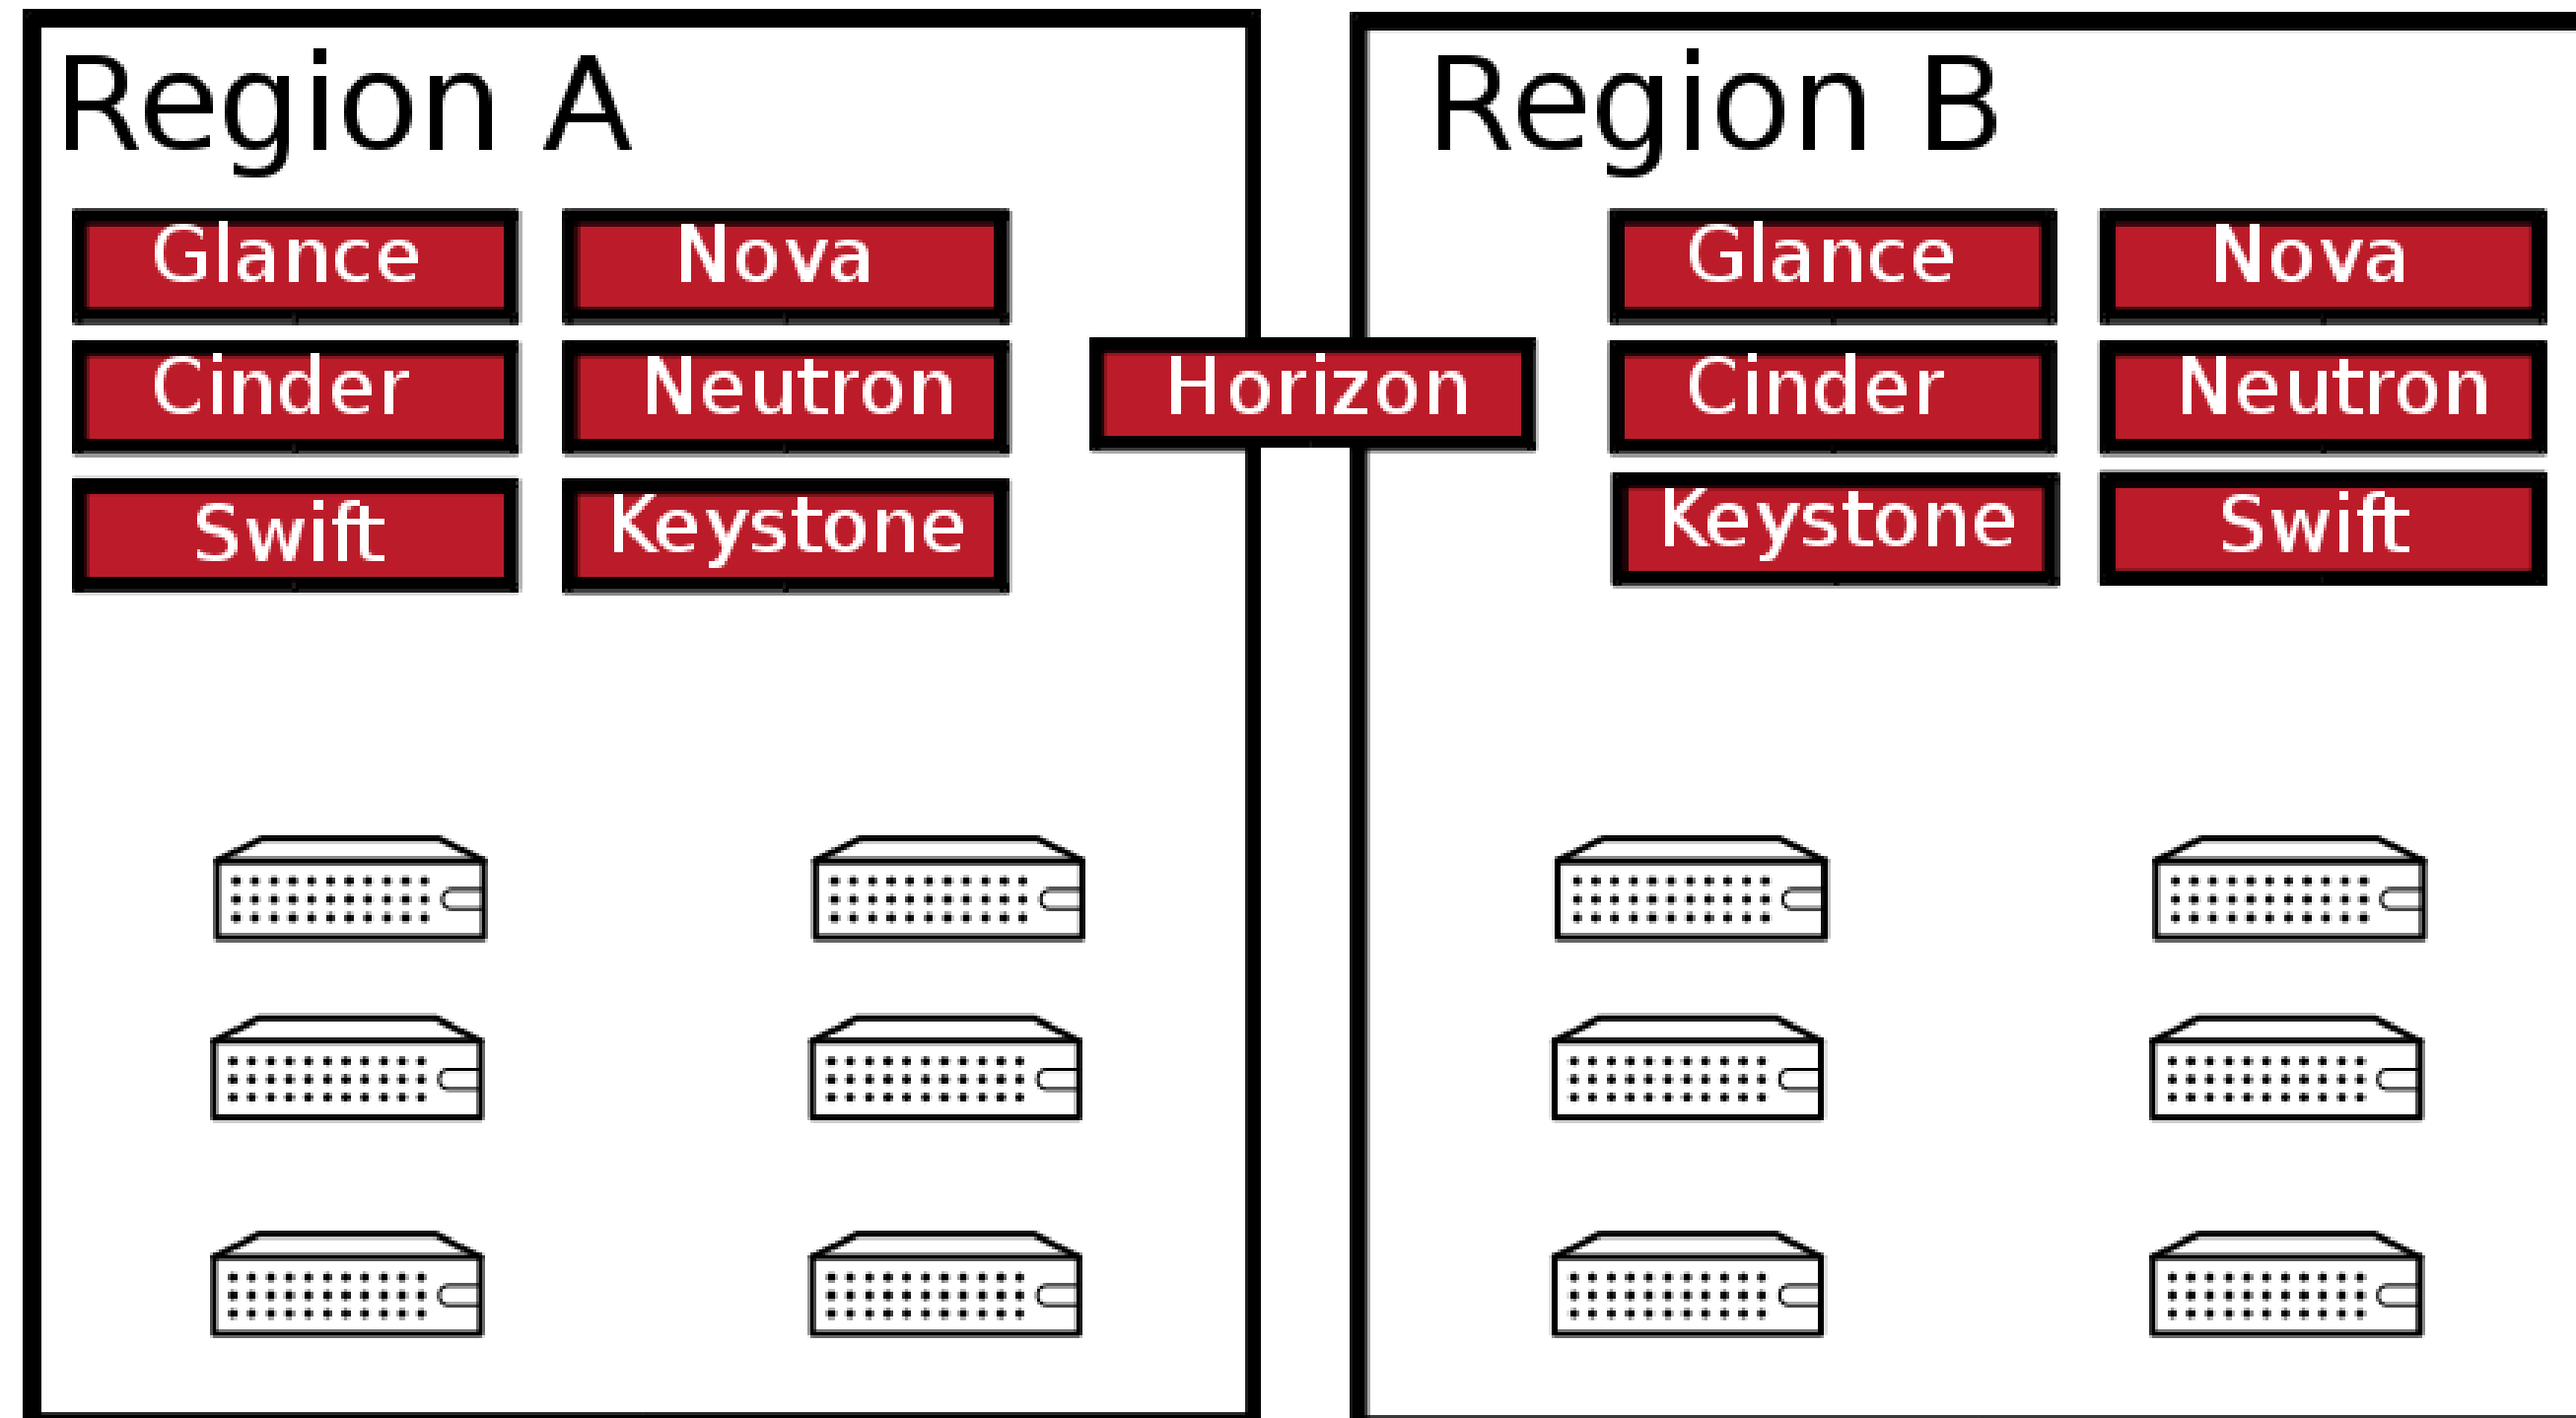 Region A
Glance
Nova
Cinder
Neutron
Swift
Keystone
Horizon
Region B
Glance
Nova
Cinder
Neutron
Keystone
Swift